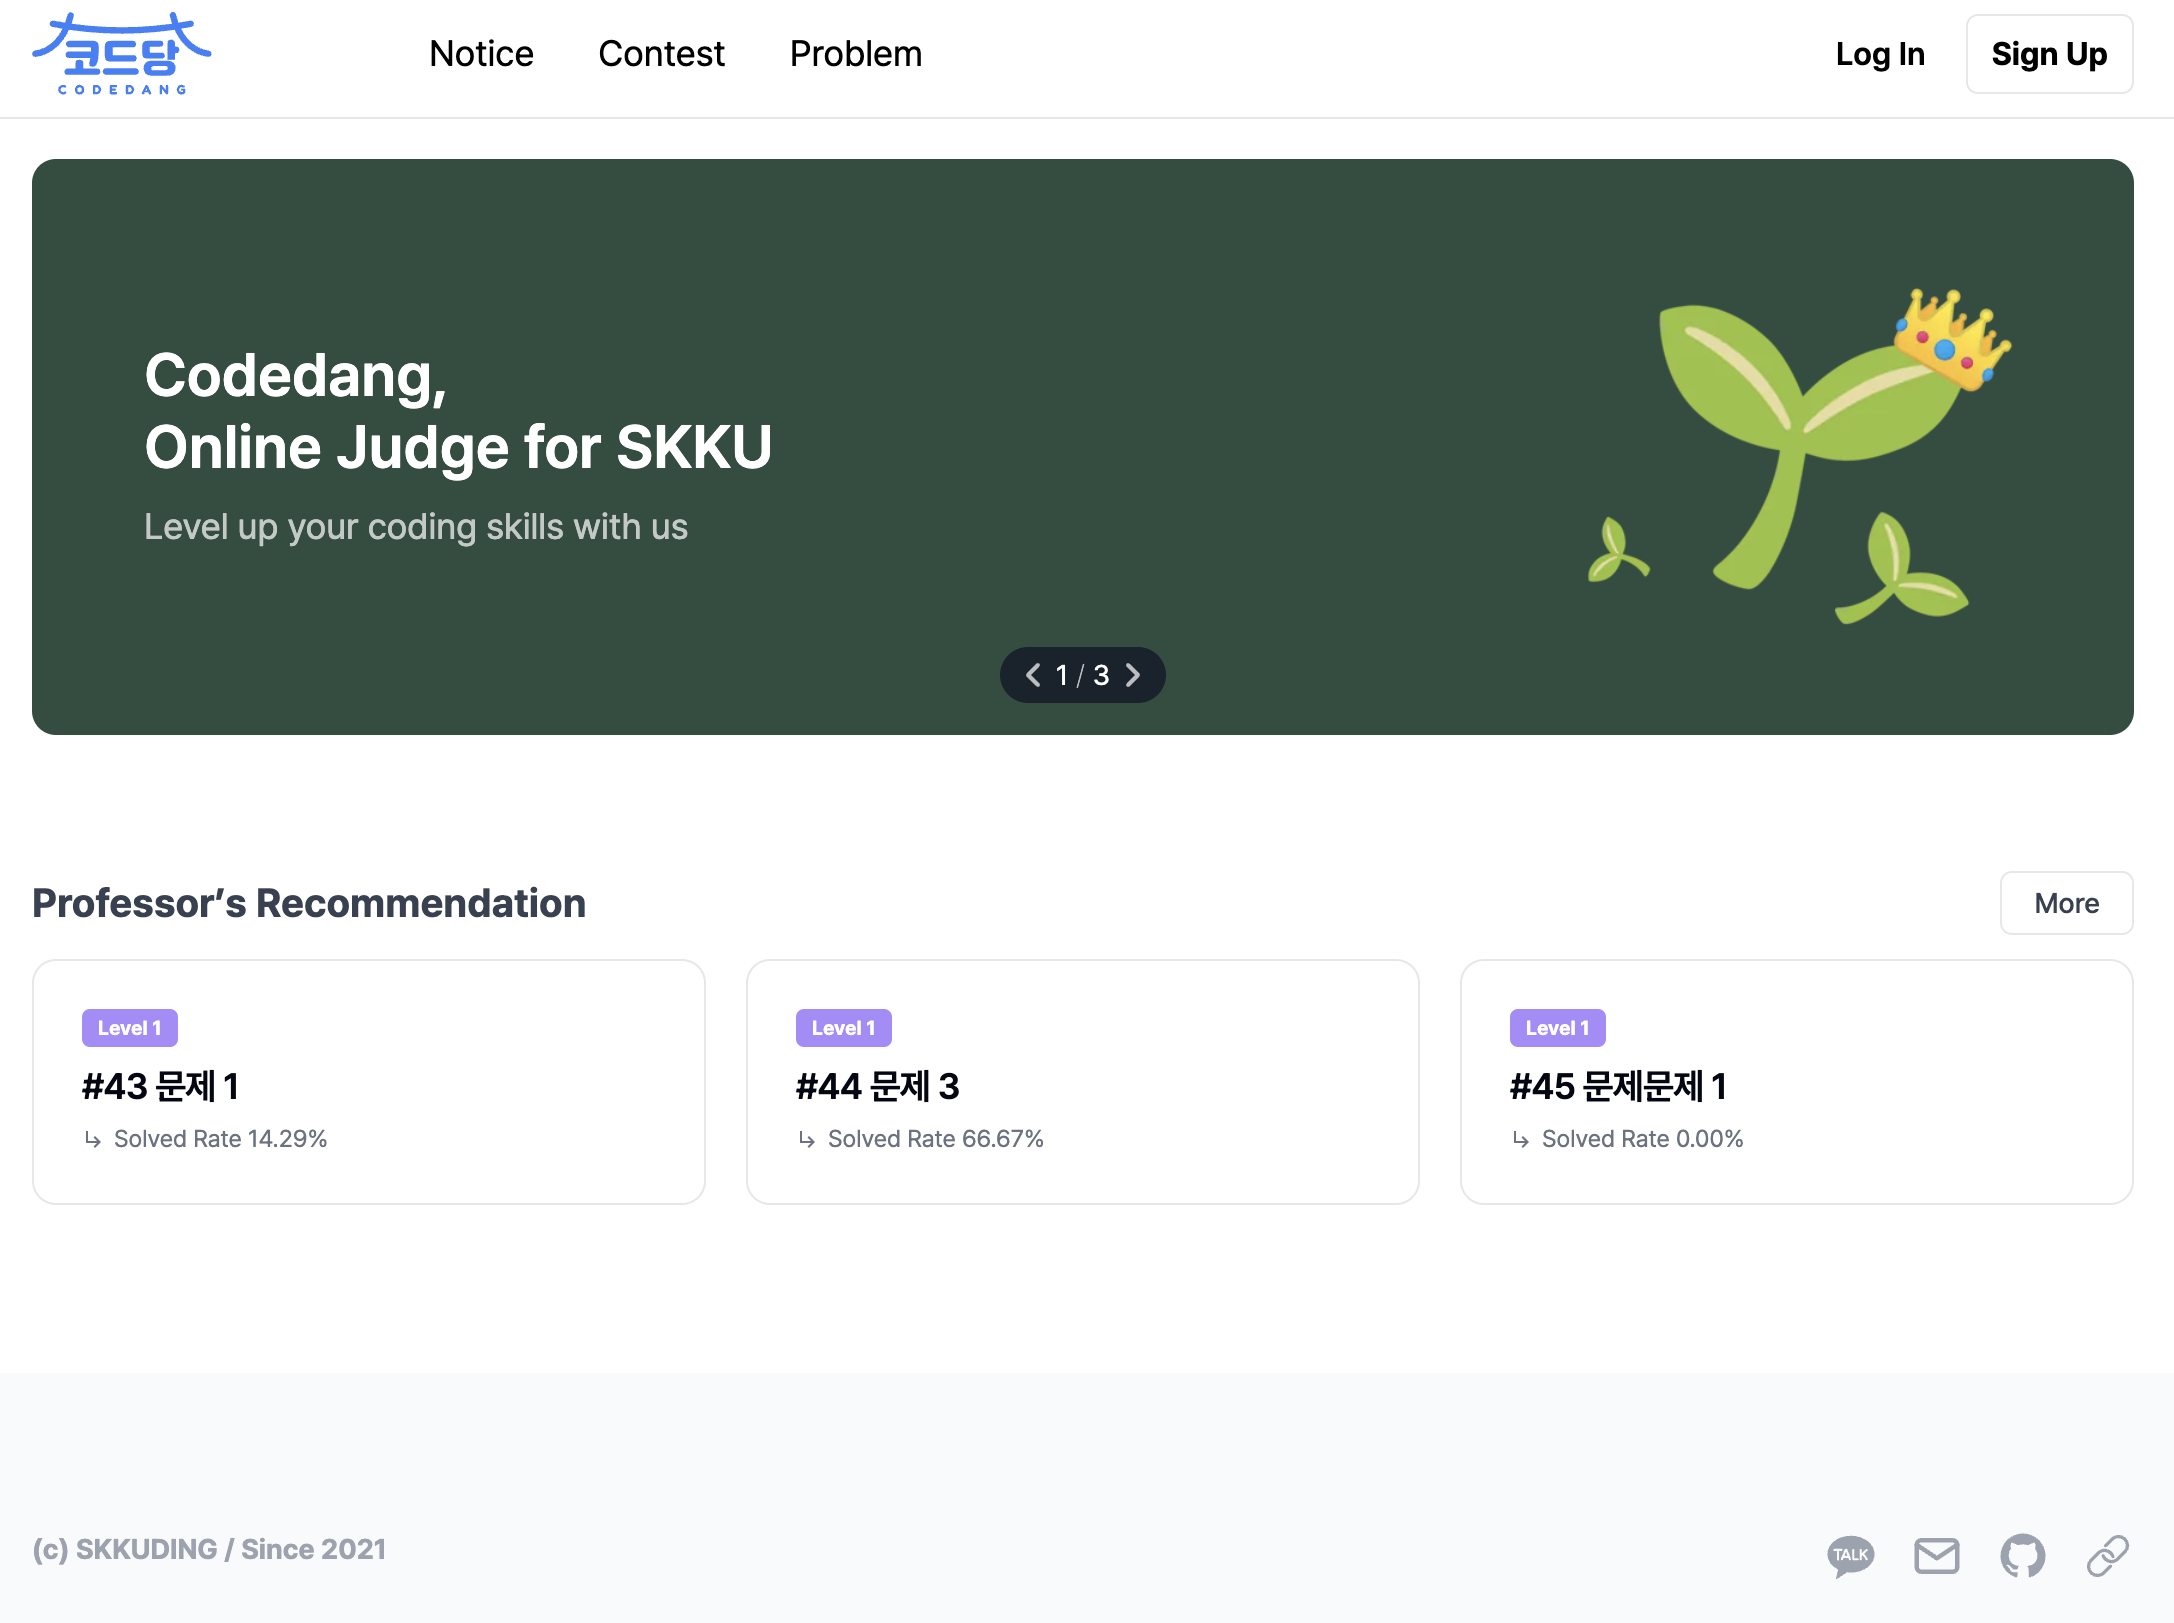 코드당
CODEDANG
Notice
Contest
Problem
Log In
Sign Up
Codedang,
Online Judge for SKKU
Level up your coding skills with us
1 / 3
Professor’s Recommendation
More
Level 1
#43 문제 1
↳ Solved Rate 14.29%
Level 1
#44 문제 3
↳ Solved Rate 66.67%
Level 1
#45 문제문제 1
↳ Solved Rate 0.00%
(c) SKKUDING / Since 2021
TALK